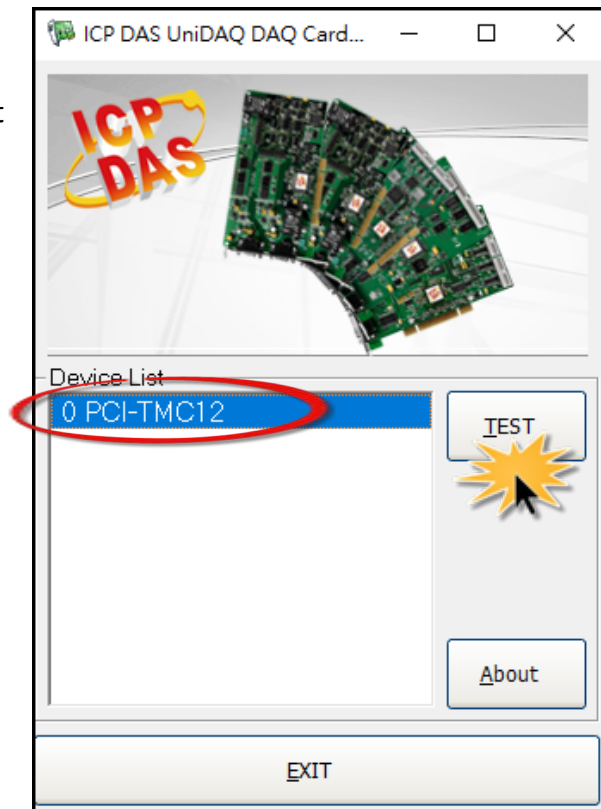 ICP DAS UniDAQ DAQ Card...
ICP
DAS
Device List
0 PCI-TMC12
TEST
About
EXIT